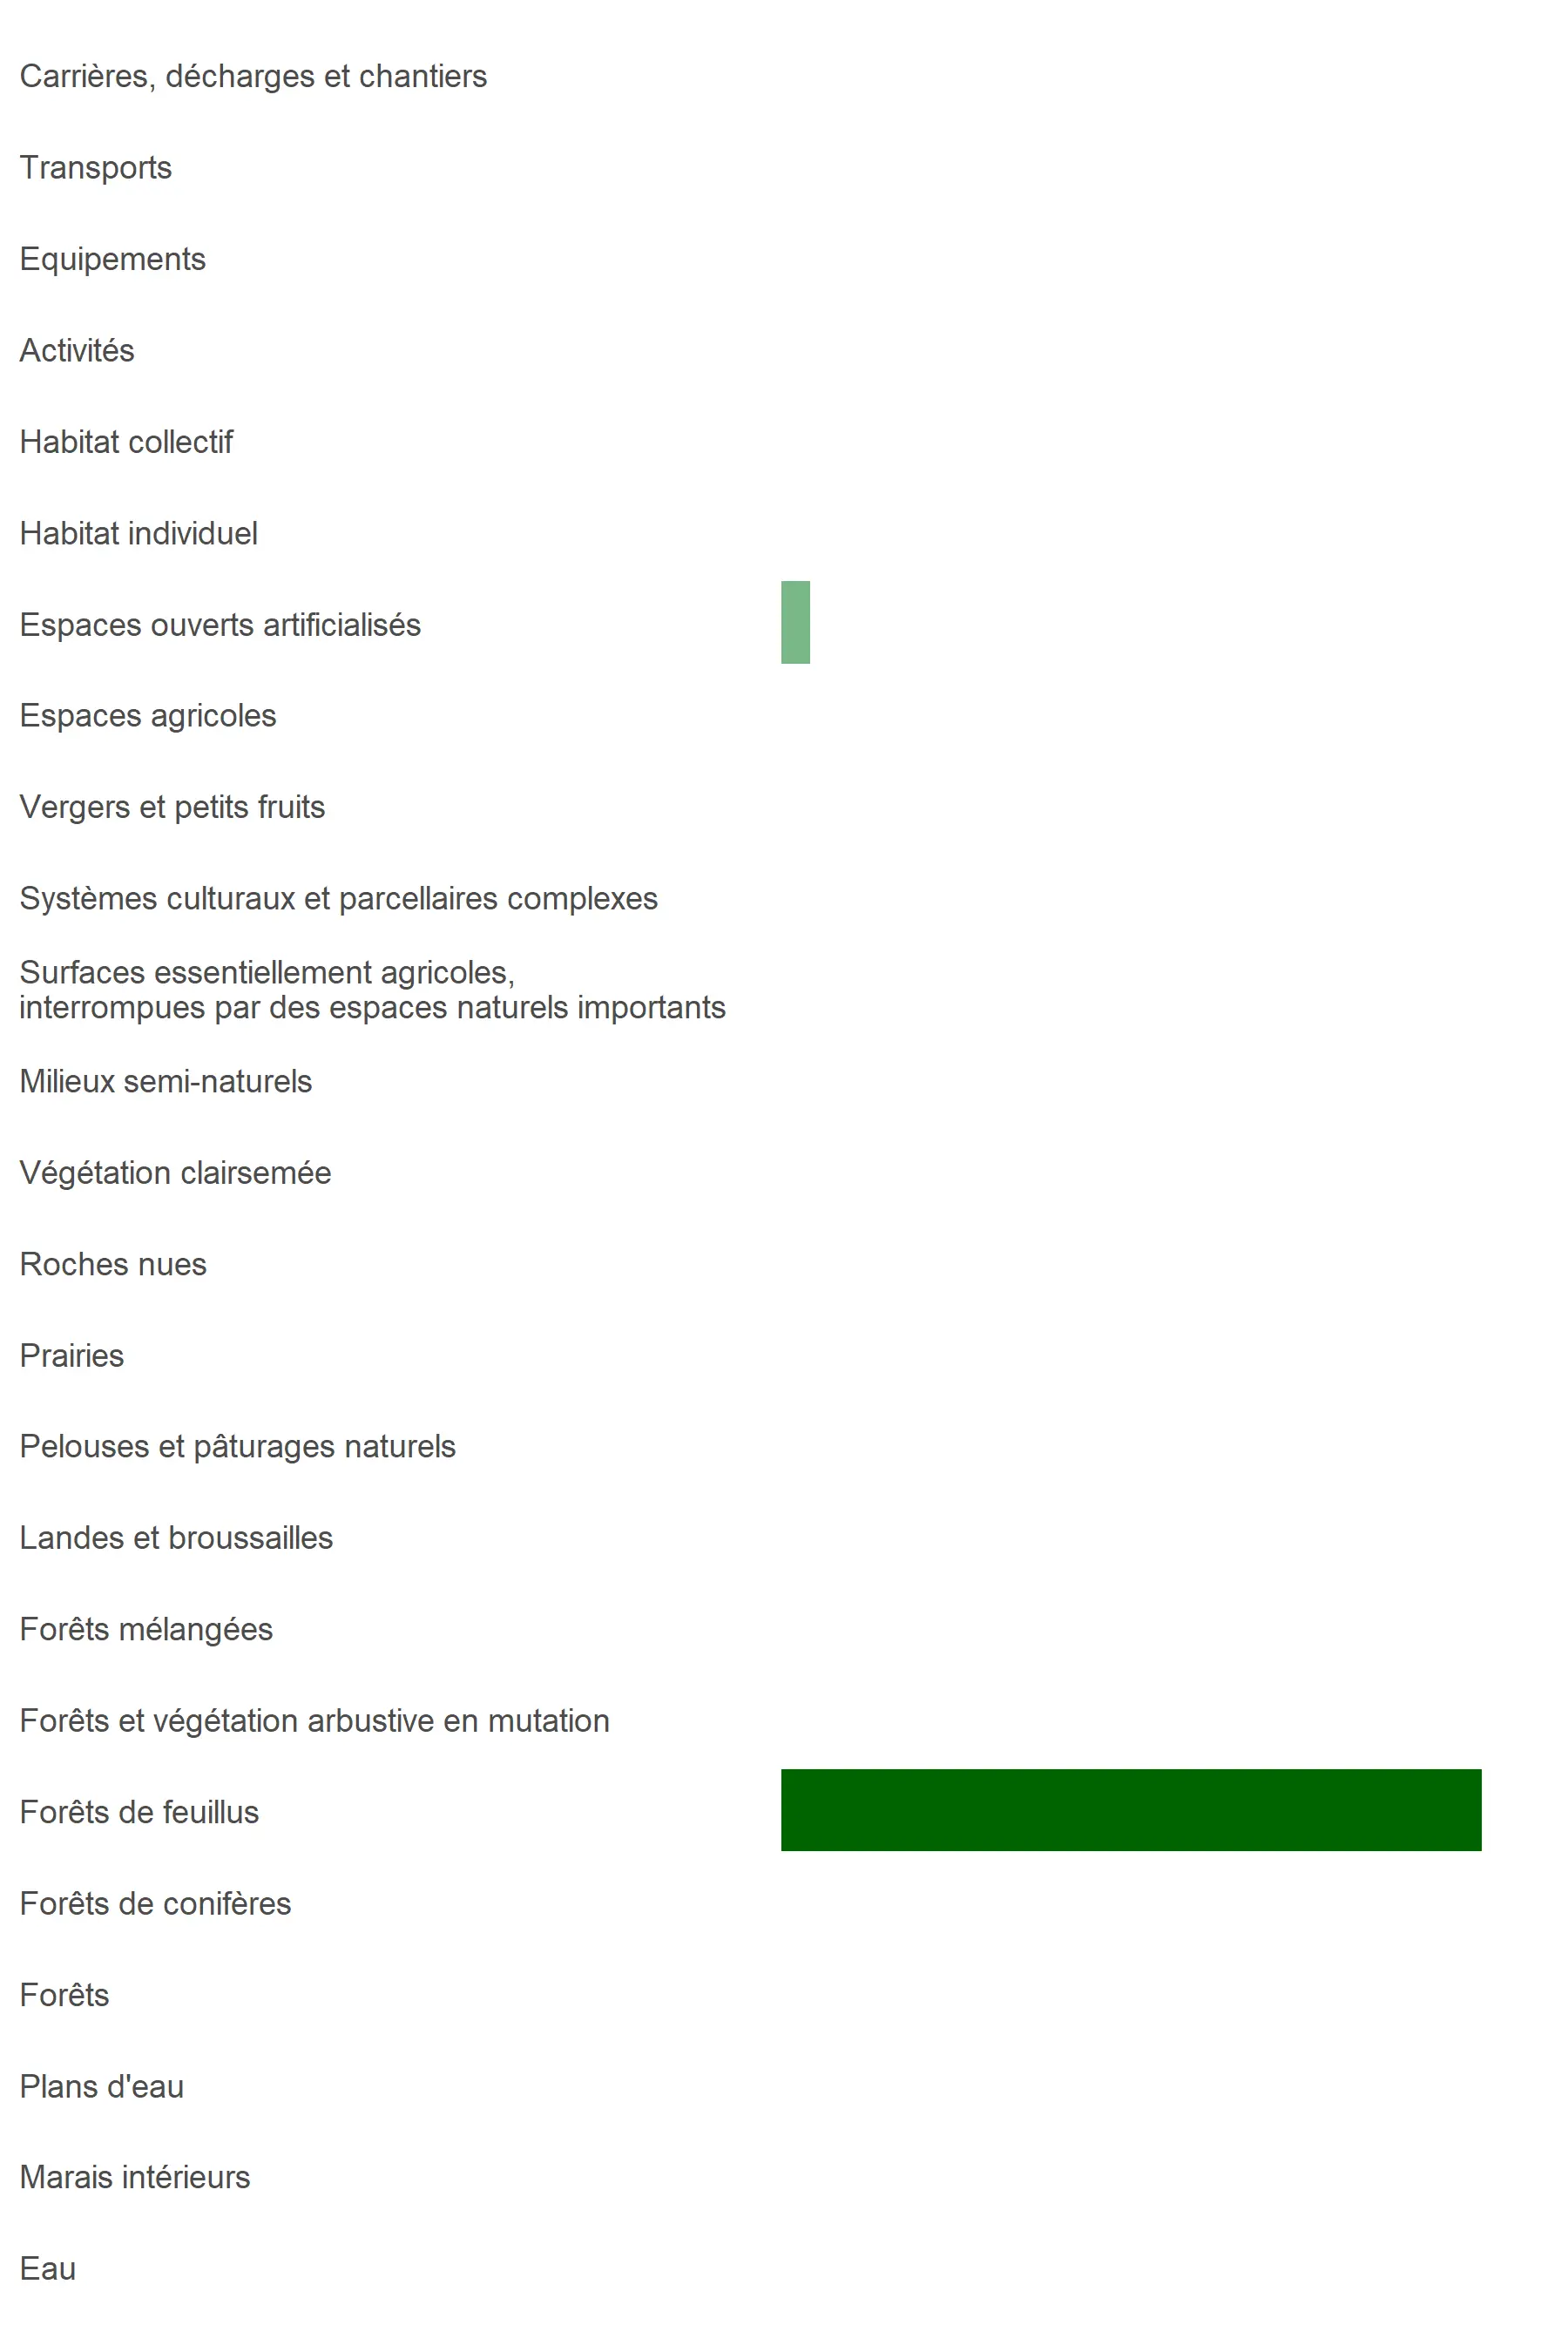 Carrières, décharges et chantiers
Transports
Equipements
Activités
Habitat collectif
Habitat individuel
Espaces ouverts artificialisés
Espaces agricoles
Vergers et petits fruits
Systèmes culturaux et parcellaires complexes
Surfaces essentiellement agricoles,
interrompues par des espaces naturels importants
Milieux semi-naturels
Végétation clairsemée
Roches nues
Prairies
Pelouses et pâturages naturels
Landes et broussailles
Forêts mélangées
Forêts et végétation arbustive en mutation
Forêts de feuillus
Forêts de conifères
Forêts
Plans d'eau
Marais intérieurs
Eau